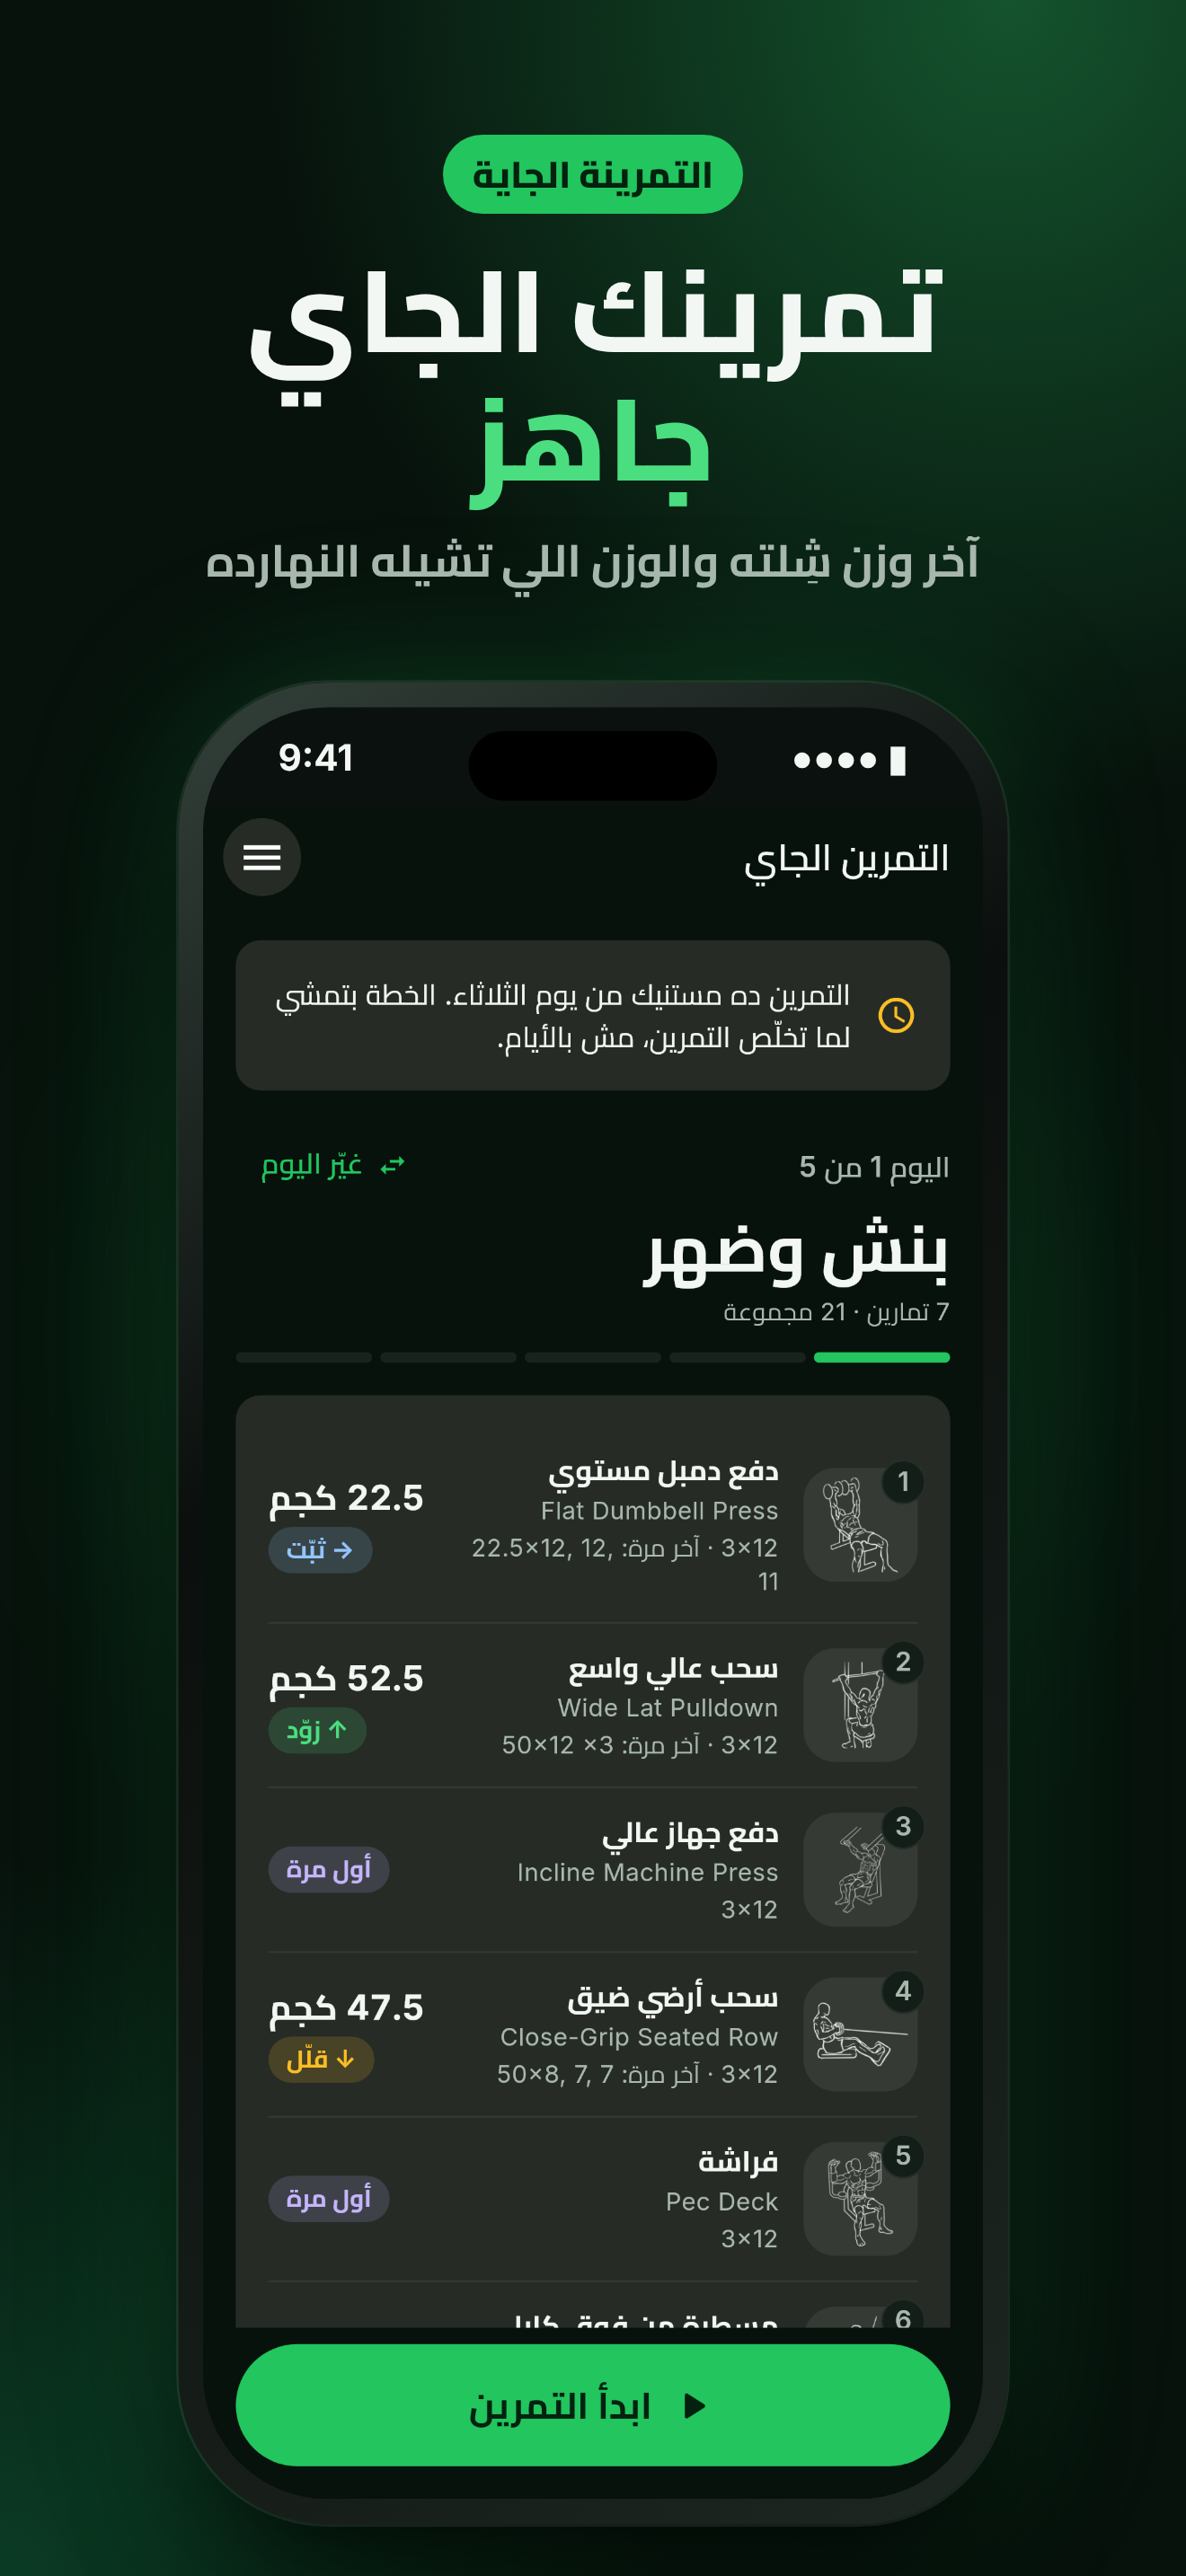 التمرينة الجاية
تمرينك الجاي
جاهز
آخر وزن شِلته والوزن اللي تشيله النهارده
9:41
التمرين الجاي
التمرين ده مستنيك من يوم الثلاثاء. الخطة بتمشي
لما تخلّص التمرين، مش بالأيام.
اليوم 1 من 5
غيّر اليوم
بنش وضهر
7 تمارين · 21 مجموعة
1
دفع دمبل مستوي
Flat Dumbbell Press
3×12 · آخر مرة: 22.5×12, 12,
11
22.5 كجم
→ ثبّت
2
سحب عالي واسع
Wide Lat Pulldown
3×12 · آخر مرة: 50×12 ×3
52.5 كجم
↑ زوّد
3
دفع جهاز عالي
Incline Machine Press
3×12
أول مرة
4
سحب أرضي ضيق
Close-Grip Seated Row
3×12 · آخر مرة: 50×8, 7, 7
47.5 كجم
↓ قلّل
5
فراشة
Pec Deck
3×12
أول مرة
6
ابدأ التمرين